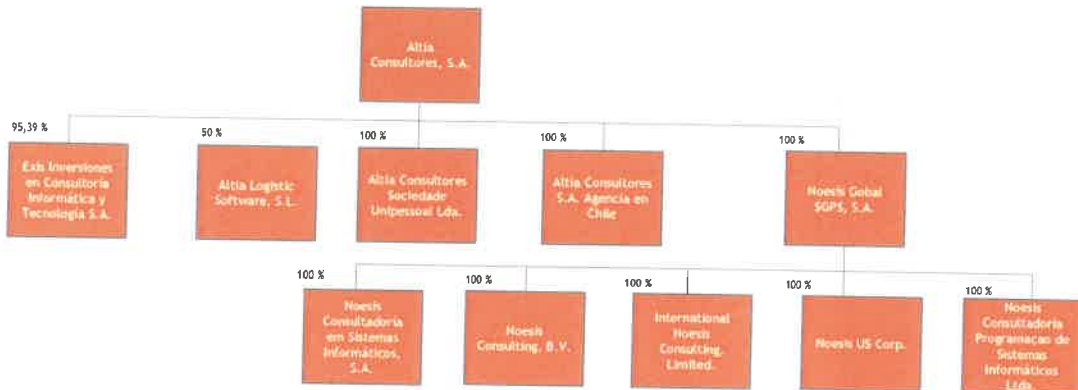 Altia
Consultores, S.A.
95,39 %
50 %
100 %
100 %
100 %
Exis Inversiones
en Consultoría
Informática y
Tecnología S.A.
Altia Logistic
Software, S.L.
Altia Consultores
Sociedade
Unipessoal Lda.
Altia Consultores
S.A. Agencia en
Chile
Noesis Gobal
SGPS, S.A.
100 %
100 %
100 %
100 %
100 %
Noesis
Consultadoria
em Sistemas
Informáticos,
S.A.
Noesis
Consulting, B.V.
International
Noesis
Consulting,
Limited.
Noesis US Corp.
Noesis
Consultadoria
Programaçao de
Sistemas
Informáticos
Ltda